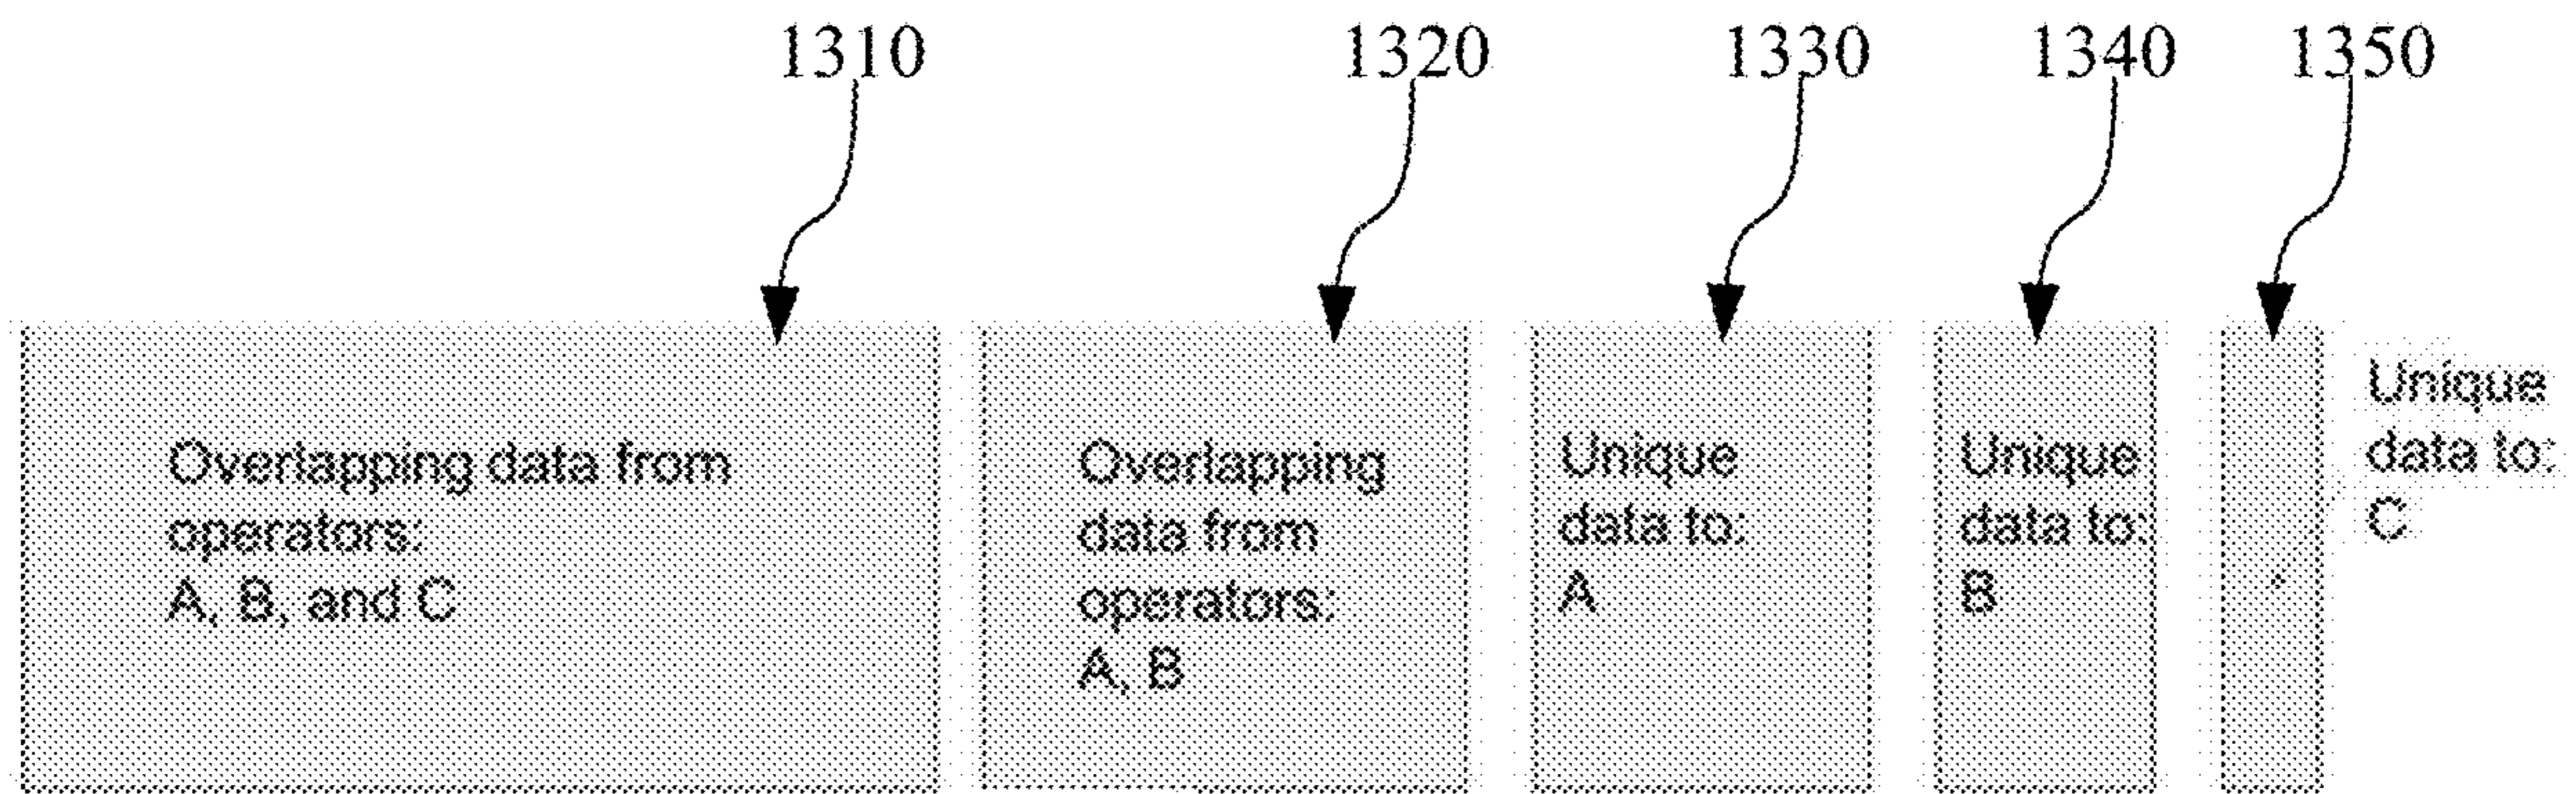 1310 1320 1330 1340 1350
Overlapping data from
operators:
A, B, and C
Overlapping
data from
operators:
A, B
Unique
data to:
A
Unique
data to:
B
Unique
data to:
C